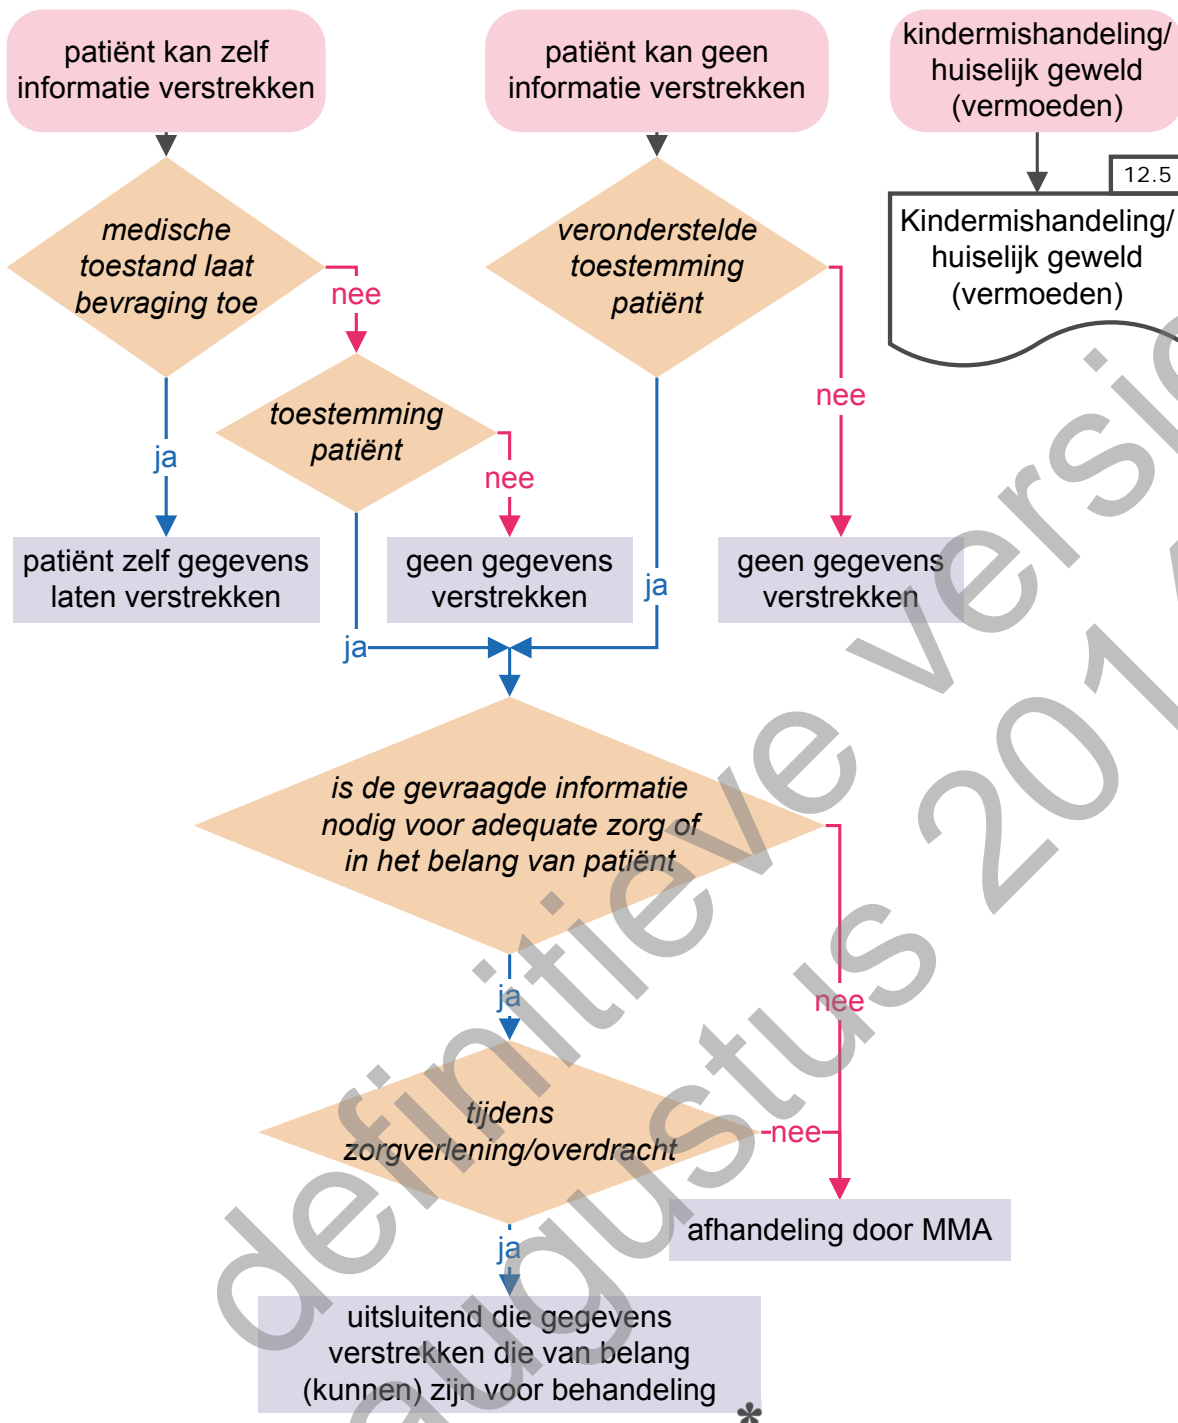 patiënt kan zelf
informatie verstrekken
patiënt kan geen
informatie verstrekken
kindermishandeling/
huiselijk geweld
(vermoeden)
12.5
Kindermishandeling/
huiselijk geweld
(vermoeden)
medische
toestand laat
bevraging toe
nee
veronderstelde
toestemming
patiënt
nee
toestemming
patiënt
ja
nee
patiënt zelf gegevens
laten verstrekken
geen gegevens
verstrekken
ja
geen gegevens
verstrekken
ja
is de gevraagde informatie
nodig voor adequate zorg of
in het belang van patiënt
ja
nee
tijdens
zorgverlening/overdracht
nee
afhandeling door MMA
ja
uitsluitend die gegevens
verstrekken die van belang
(kunnen) zijn voor behandeling
*
definitieve versi
augustus 201